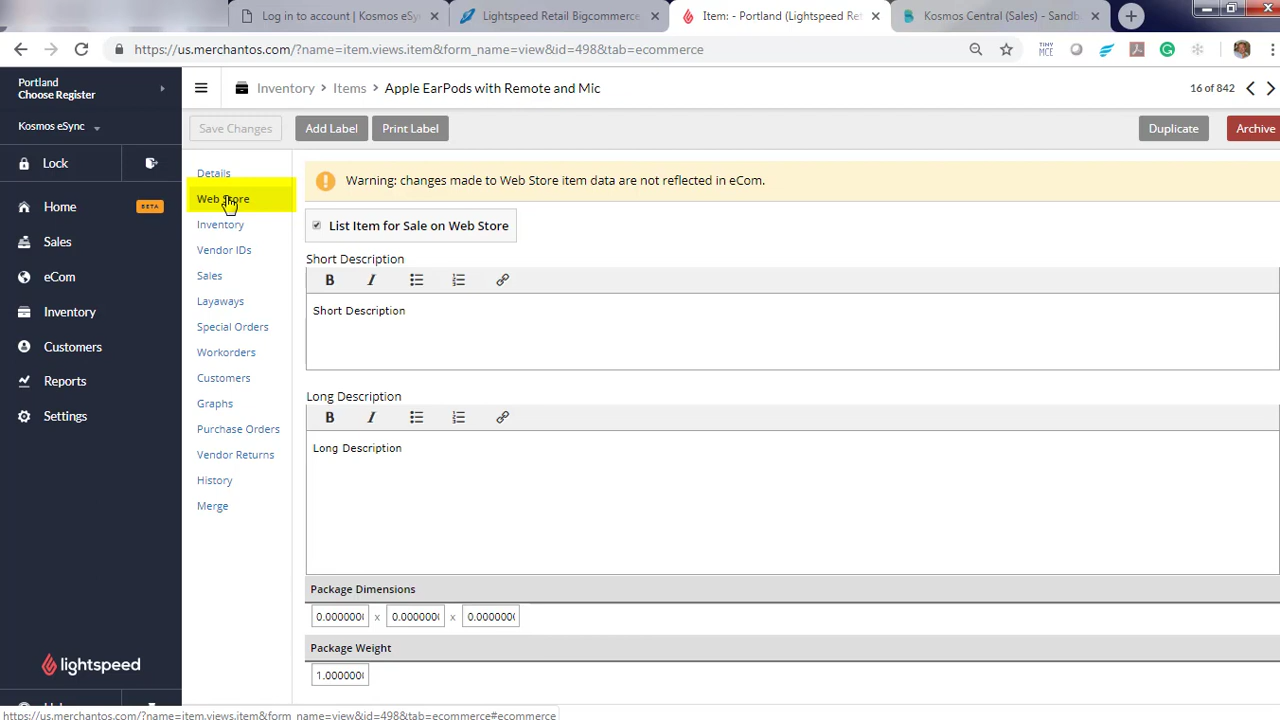 Log in to account | Kosmos eSy
Lightspeed Retail Bigcommerce
Item: - Portland (Lightspeed Ret
Kosmos Central (Sales) - Sandb
https://us.merchantos.com/?name=item.views.item&form_name=view&id=498&tab=ecommerce
TINY
MCE
Portland
Choose Register
Inventory
Items
Apple EarPods with Remote and Mic
16 of 842
Kosmos eSync
Save Changes
Add Label
Print Label
Duplicate
Archive
Lock
Home
BETA
Sales
eCom
Inventory
Customers
Reports
Settings
lightspeed
Details
Web Store
Inventory
Vendor IDs
Sales
Layaways
Special Orders
Workorders
Customers
Graphs
Purchase Orders
Vendor Returns
History
Merge
Warning: changes made to Web Store item data are not reflected in eCom.
List Item for Sale on Web Store
Short Description
B I
Short Description
Long Description
B I
Long Description
Package Dimensions
0.000000 x 0.000000 x 0.000000
Package Weight
1.000000
https://us.merchantos.com/?name=item.views.item&form_name=view&id=498&tab=ecommerce#ecommerce